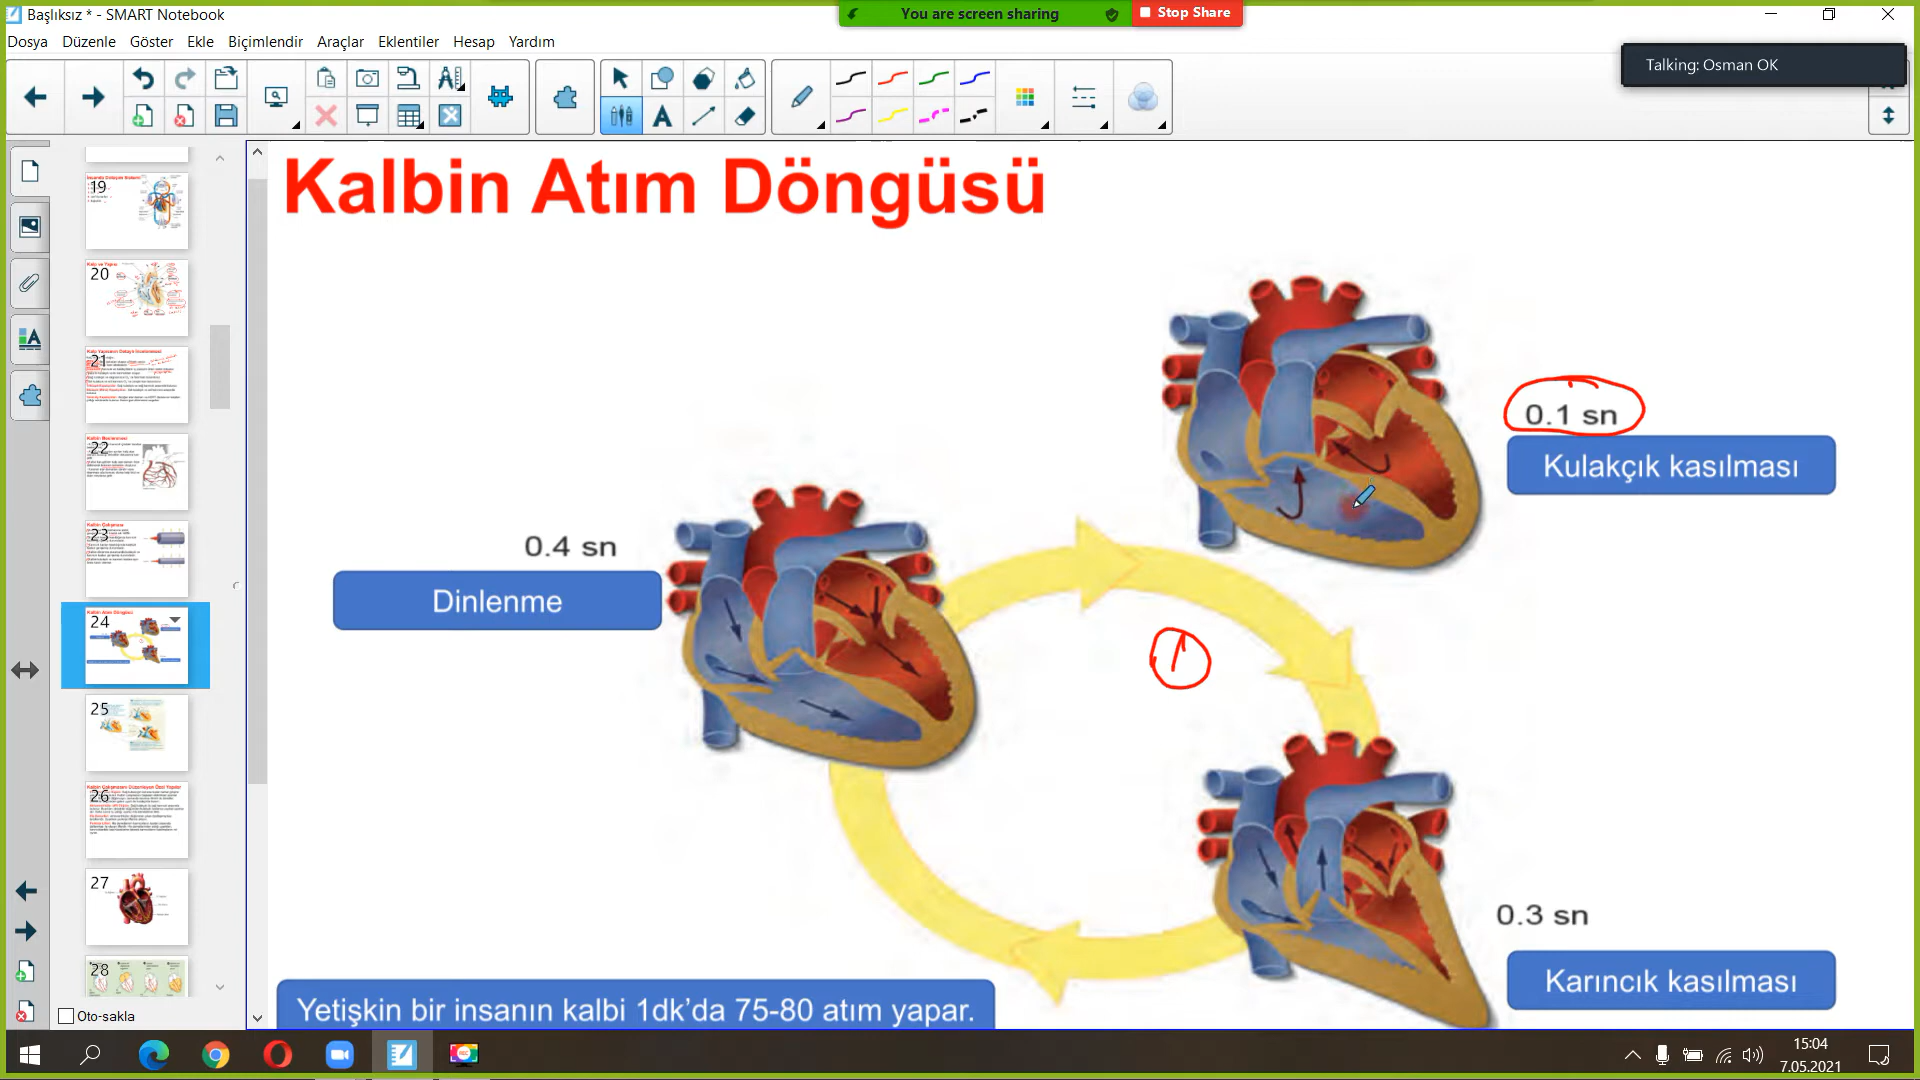 Başlıksız * - SMART Notebook
You are screen sharing
Stop Share
Dosya Düzenle Göster Ekle Biçimlendir Araçlar Eklentiler Hesap Yardım
Talking: Osman OK
19
20
21
22
23
24
25
26
27
28
Oto-sakla
Kalbin Atım Döngüsü
0.1 sn
Kulakçık kasılması
0.4 sn
Dinlenme
1
0.3 sn
Karıncık kasılması
Yetişkin bir insanın kalbi 1dk'da 75-80 atım yapar.
15:04
7.05.2021